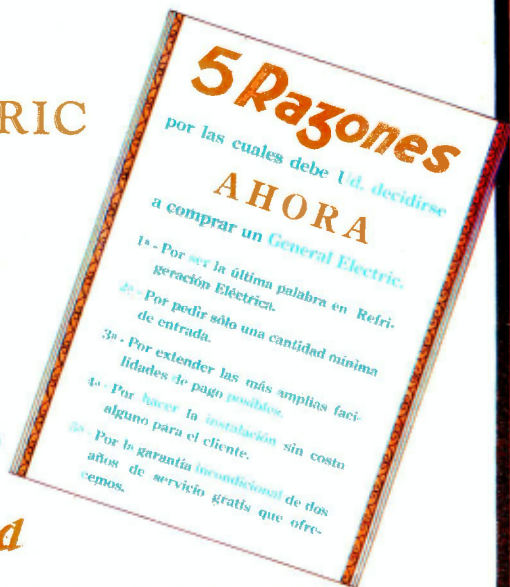 RIC
5 Razones
por las cuales debe Ud. decidirse
AHORA
a comprar un General Electric.
1ª - Por ser la última palabra en Refri-
geración Eléctrica.
2ª - Por pedir sólo una cantidad mínima
de entrada.
3ª - Por extender las más amplias faci-
lidades de pago posibles.
4ª - Por hacer la instalación sin costo
alguno para el cliente.
5ª - Por la garantía incondicional de dos
años de servicio gratis que ofre-
cemos.
d